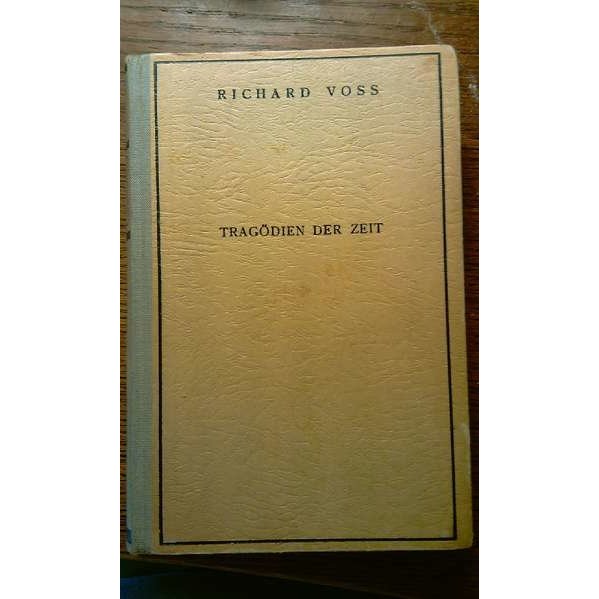 RICHARD VOSS
TRAGÖDIEN DER ZEIT